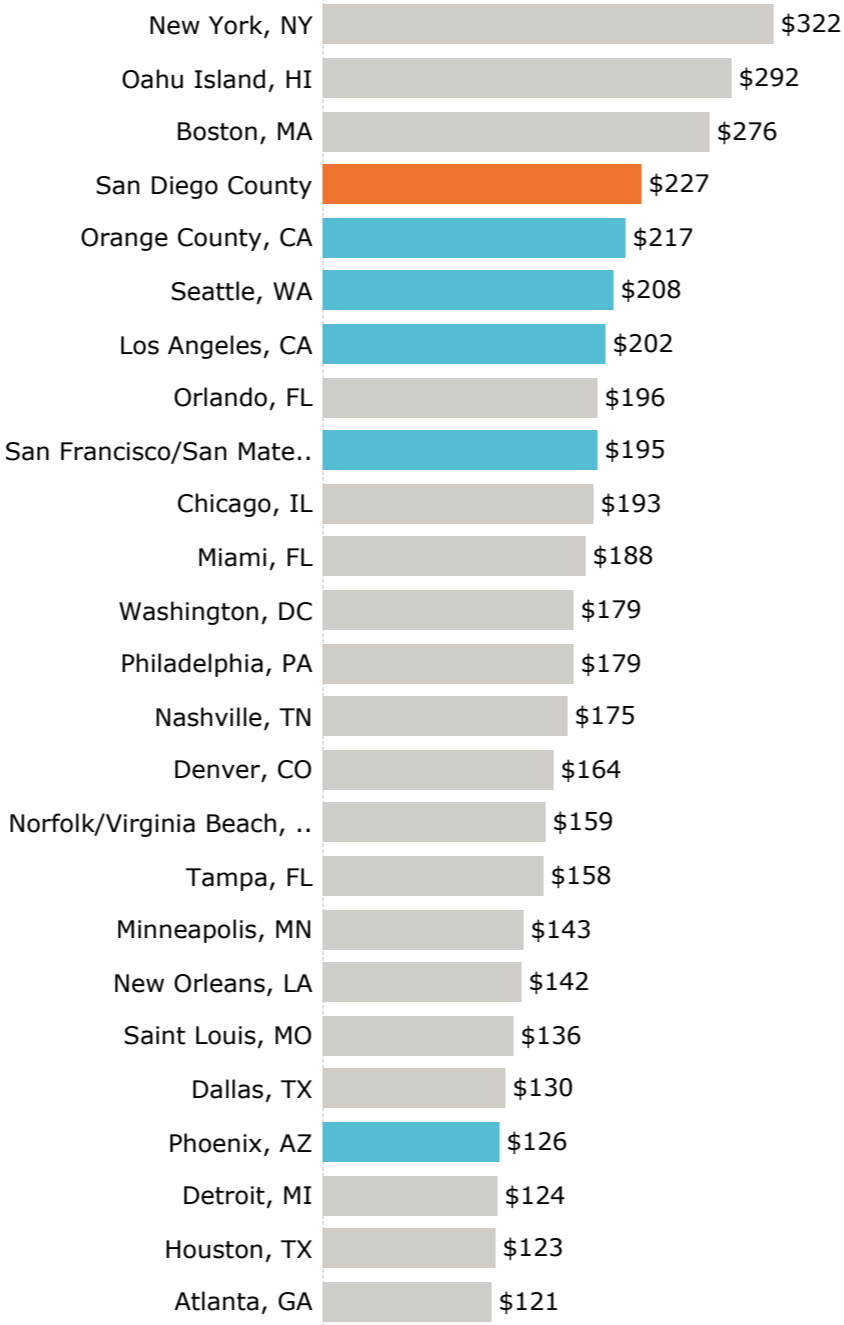 New York, NY $322
Oahu Island, HI $292
Boston, MA $276
San Diego County $227
Orange County, CA $217
Seattle, WA $208
Los Angeles, CA $202
Orlando, FL $196
San Francisco/San Mate.. $195
Chicago, IL $193
Miami, FL $188
Washington, DC $179
Philadelphia, PA $179
Nashville, TN $175
Denver, CO $164
Norfolk/Virginia Beach, .. $159
Tampa, FL $158
Minneapolis, MN $143
New Orleans, LA $142
Saint Louis, MO $136
Dallas, TX $130
Phoenix, AZ $126
Detroit, MI $124
Houston, TX $123
Atlanta, GA $121